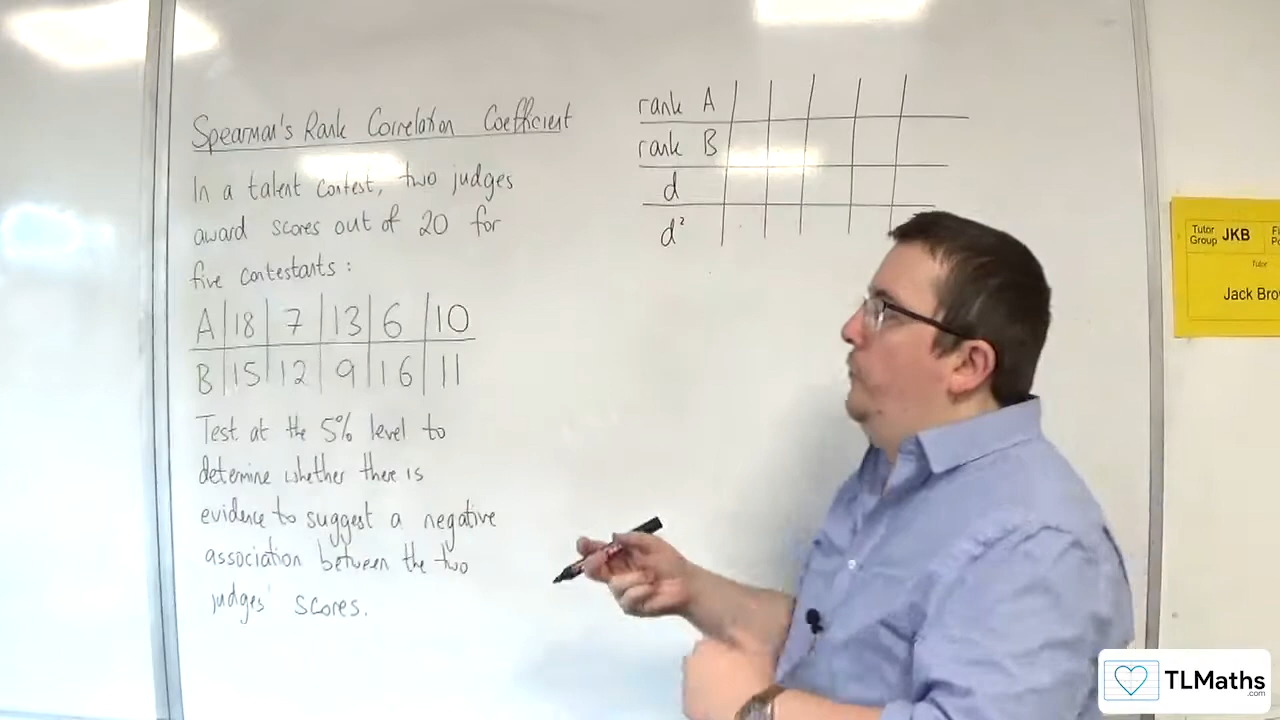 Spearman's Rank Correlation Coefficient
In a talent contest, two judges
award scores out of 20 for
five contestants :
A 18 7 13 6 10
B 15 12 9 16 11
Test at the 5% level to
determine whether there is
evidence to suggest a negative
association between the two
judges' scores.
rank A
rank B
d
d²
Tutor
Group JKB
Tutor
TLMaths
.com